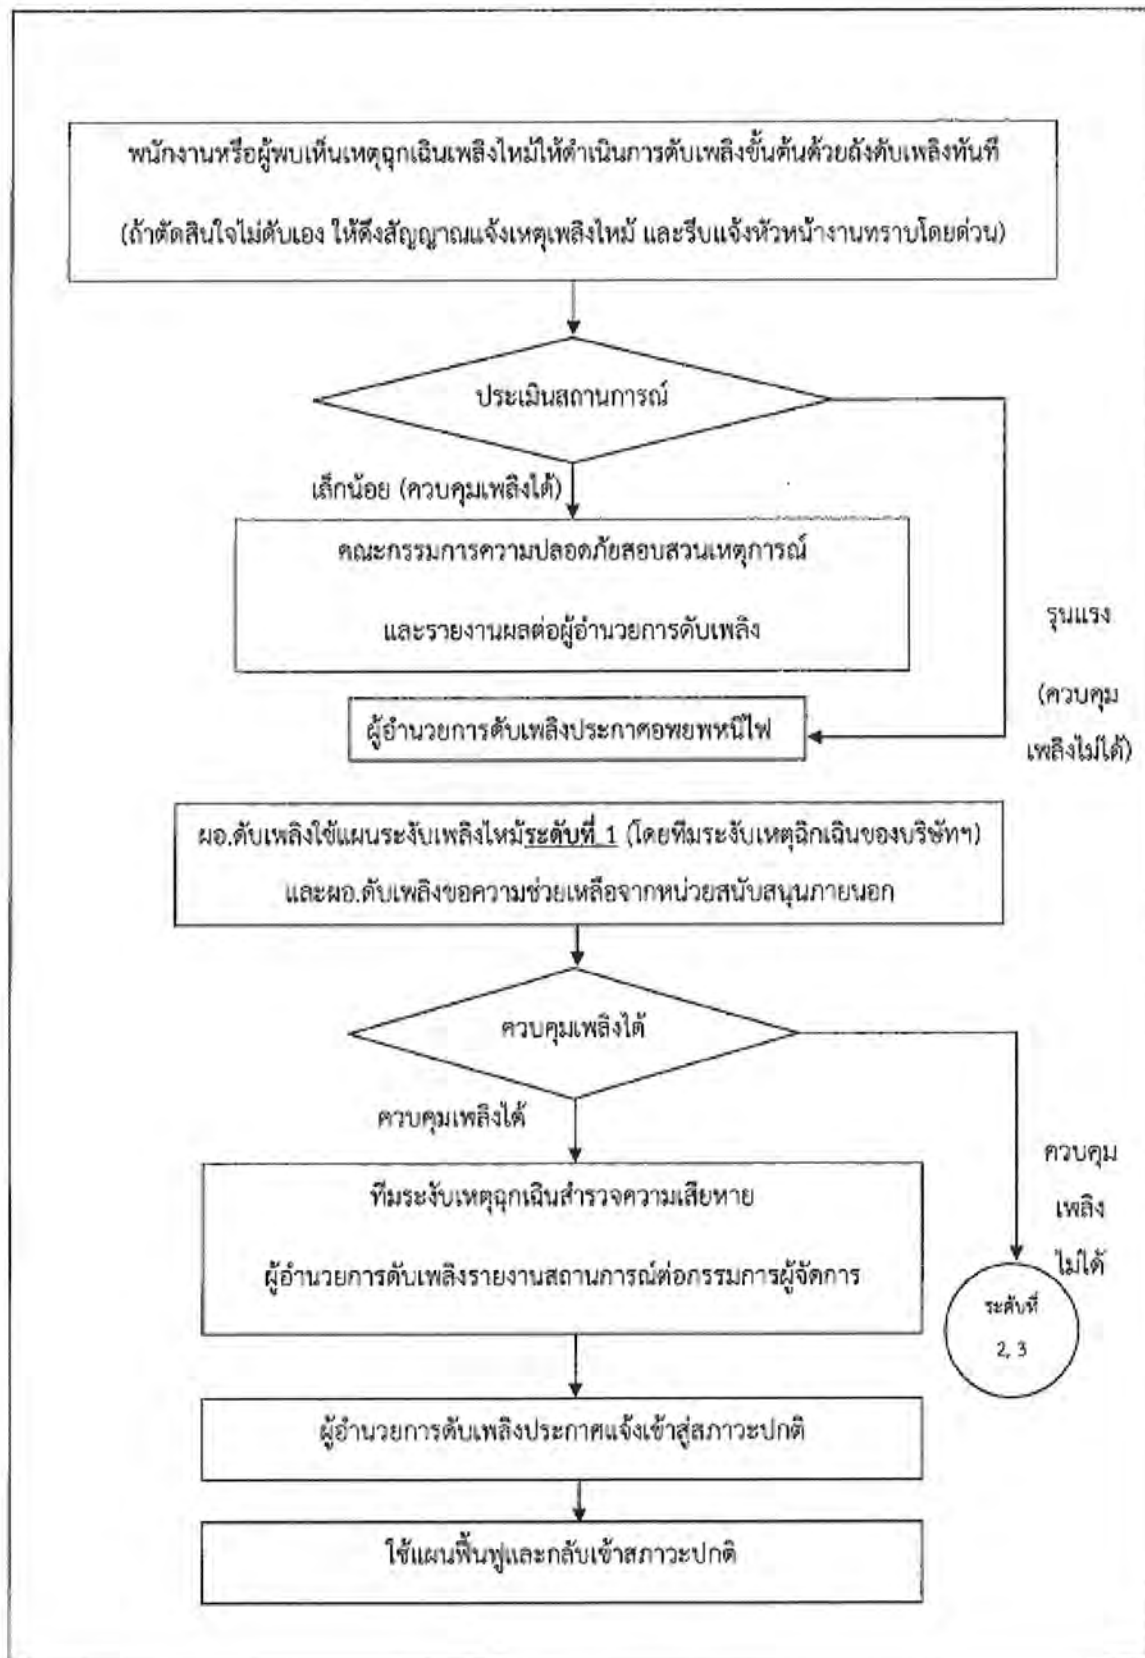 พนักงานหรือผู้พบเห็นเหตุฉุกเฉินเพลิงไหม้ให้ดำเนินการดับเพลิงขั้นต้นด้วยถังดับเพลิงทันที
(ถ้าตัดสินใจไม่ดับเอง ให้ดึงสัญญาณแจ้งเหตุเพลิงไหม้ และรีบแจ้งหัวหน้างานทราบโดยด่วน)
ประเมินสถานการณ์
เล็กน้อย (ควบคุมเพลิงได้)
คณะกรรมการความปลอดภัยสอบสวนเหตุการณ์
และรายงานผลต่อผู้อำนวยการดับเพลิง
รุนแรง
(ควบคุม
เพลิงไม่ได้)
ผู้อำนวยการดับเพลิงประกาศอพยพหนีไฟ
ผอ.ดับเพลิงใช้แผนระงับเพลิงไหม้ระดับที่ 1 (โดยทีมระงับเหตุฉิกเฉินของบริษัทฯ)
และผอ.ดับเพลิงขอความช่วยเหลือจากหน่วยสนับสนุนภายนอก
ควบคุมเพลิงได้
ควบคุมเพลิงได้
ควบคุม
เพลิง
ไม่ได้
ทีมระงับเหตุฉุกเฉินสำรวจความเสียหาย
ผู้อำนวยการดับเพลิงรายงานสถานการณ์ต่อกรรมการผู้จัดการ
ระดับที่
2, 3
ผู้อำนวยการดับเพลิงประกาศแจ้งเข้าสู่สภาวะปกติ
ใช้แผนฟื้นฟูและกลับเข้าสภาวะปกติ